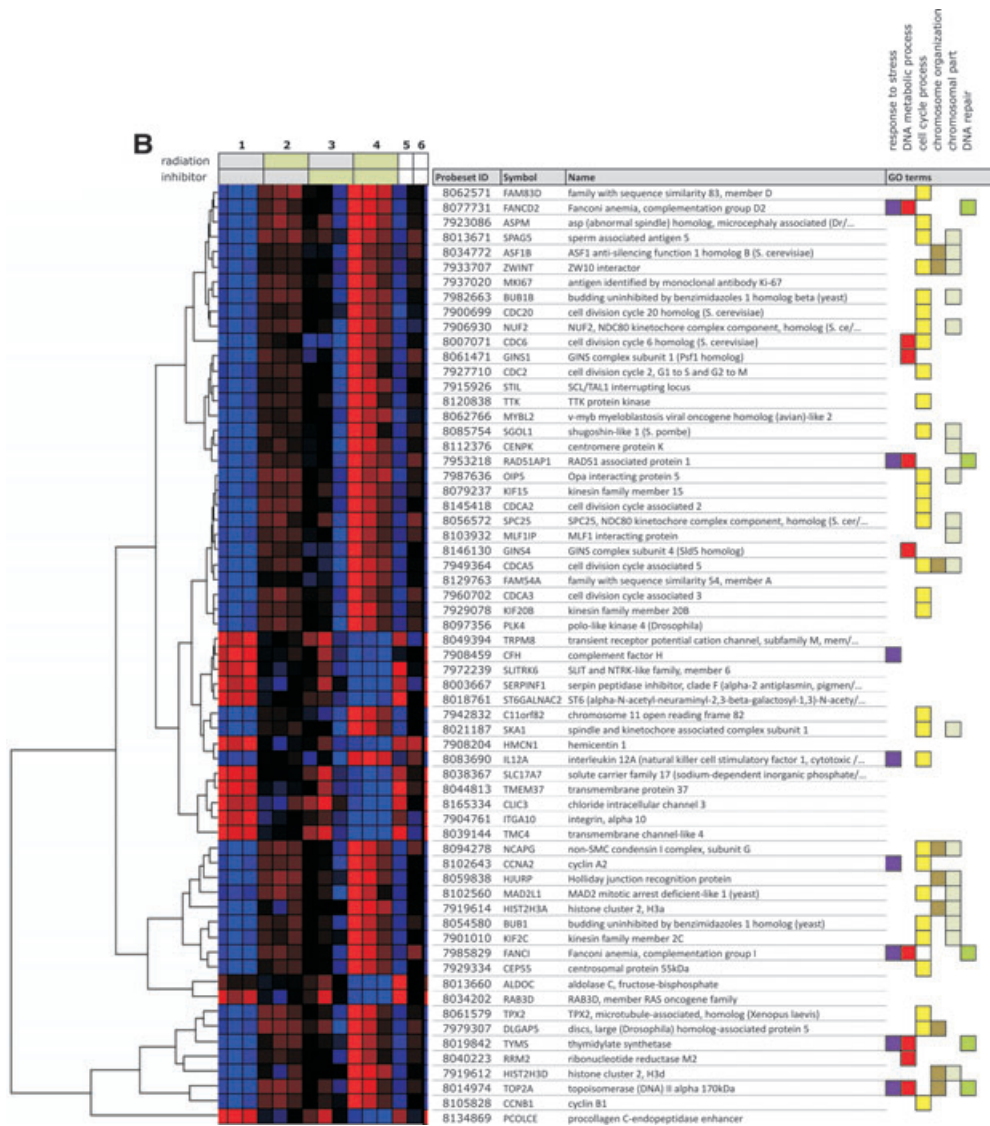 response to stress
DNA metabolic process
cell cycle process
chromosome organization
chromosomal part
DNA repair
B
1 2 3 4 5 6
radiation
inhibitor
Probeset ID Symbol Name GO terms
8062571 FAM83D family with sequence similarity 83, member D
8077731 FANCD2 Fanconi anemia, complementation group D2
7923086 ASPM asp (abnormal spindle) homolog, microcephaly associated (Dr/...
8013671 SPAG5 sperm associated antigen 5
8034772 ASF1B ASF1 anti-silencing function 1 homolog B (S. cerevisiae)
7933707 ZWINT ZW10 interactor
7937020 MKI67 antigen identified by monoclonal antibody Ki-67
7982663 BUB1B budding uninhibited by benzimidazoles 1 homolog beta (yeast)
7900699 CDC20 cell division cycle 20 homolog (S. cerevisiae)
7906930 NUF2 NUF2, NDC80 kinetochore complex component, homolog (S. ce/...
8007071 CDC6 cell division cycle 6 homolog (S. cerevisiae)
8061471 GINS1 GINS complex subunit 1 (Psf1 homolog)
7927710 CDC2 cell division cycle 2, G1 to S and G2 to M
7915926 STIL SCL/TAL1 interrupting locus
8120838 TTK TTK protein kinase
8062766 MYBL2 v-myb myeloblastosis viral oncogene homolog (avian)-like 2
8085754 SGOL1 shugoshin-like 1 (S. pombe)
8112376 CENPK centromere protein K
7953218 RAD51AP1 RAD51 associated protein 1
7987636 OIP5 Opa interacting protein 5
8079237 KIF15 kinesin family member 15
8145418 CDCA2 cell division cycle associated 2
8056572 SPC25 SPC25, NDC80 kinetochore complex component, homolog (S. cer/...
8103932 MLF1IP MLF1 interacting protein
8146130 GINS4 GINS complex subunit 4 (Sld5 homolog)
7949364 CDCA5 cell division cycle associated 5
8129763 FAM54A family with sequence similarity 54, member A
7960702 CDCA3 cell division cycle associated 3
7929078 KIF20B kinesin family member 20B
8097356 PLK4 polo-like kinase 4 (Drosophila)
8049394 TRPM8 transient receptor potential cation channel, subfamily M, mem/...
7908459 CFH complement factor H
7972239 SLITRK6 SLIT and NTRK-like family, member 6
8003667 SERPINF1 serpin peptidase inhibitor, clade F (alpha-2 antiplasmin, pigmen/...
8018761 ST6GALNAC2 ST6 (alpha-N-acetyl-neuraminyl-2,3-beta-galactosyl-1,3)-N-acety/...
7942832 C11orf82 chromosome 11 open reading frame 82
8021187 SKA1 spindle and kinetochore associated complex subunit 1
7908204 HMCN1 hemicentin 1
8083690 IL12A interleukin 12A (natural killer cell stimulatory factor 1, cytotoxic /...
8038367 SLC17A7 solute carrier family 17 (sodium-dependent inorganic phosphate/...
8044813 TMEM37 transmembrane protein 37
8165334 CLIC3 chloride intracellular channel 3
7904761 ITGA10 integrin, alpha 10
8039144 TMC4 transmembrane channel-like 4
8094278 NCAPG non-SMC condensin I complex, subunit G
8102643 CCNA2 cyclin A2
8059838 HJURP Holliday junction recognition protein
8102560 MAD2L1 MAD2 mitotic arrest deficient-like 1 (yeast)
7919614 HIST2H3A histone cluster 2, H3a
8054580 BUB1 budding uninhibited by benzimidazoles 1 homolog (yeast)
7901010 KIF2C kinesin family member 2C
7985829 FANCI Fanconi anemia, complementation group I
7929334 CEP55 centrosomal protein 55kDa
8013660 ALDOC aldolase C, fructose-bisphosphate
8034202 RAB3D RAB3D, member RAS oncogene family
8061579 TPX2 TPX2, microtubule-associated, homolog (Xenopus laevis)
7979307 DLGAP5 discs, large (Drosophila) homolog-associated protein 5
8019842 TYMS thymidylate synthetase
8040223 RRM2 ribonucleotide reductase M2
7919612 HIST2H3D histone cluster 2, H3d
8014974 TOP2A topoisomerase (DNA) II alpha 170kDa
8105828 CCNB1 cyclin B1
8134869 PCOLCE procollagen C-endopeptidase enhancer